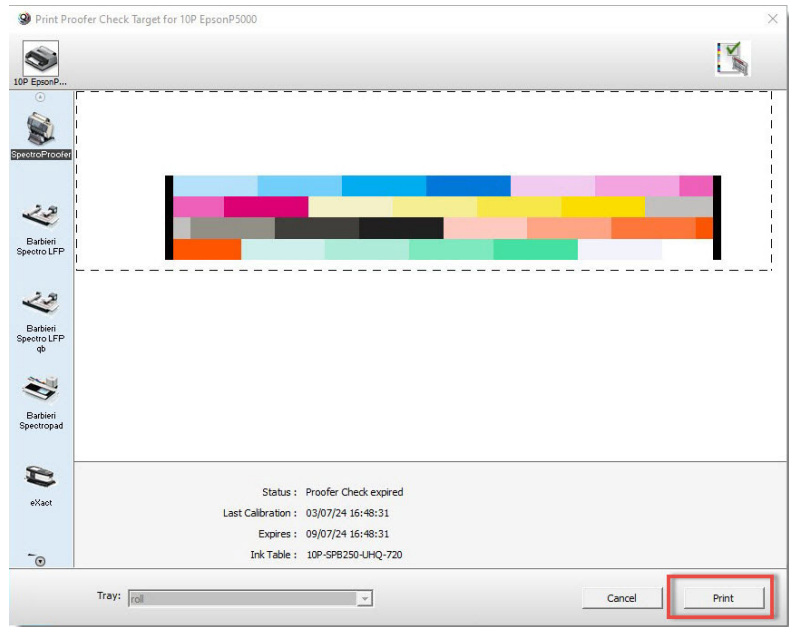 Print Proofer Check Target for 10P EpsonP5000
10P EpsonP...
SpectroProofer
Barbieri
Spectro LFP
Barbieri
Spectro LFP
qb
Barbieri
Spectropad
eXact
Status : Proofer Check expired
Last Calibration : 03/07/24 16:48:31
Expires : 09/07/24 16:48:31
Ink Table : 10P-SPB250-UHQ-720
Tray: roll
Cancel
Print